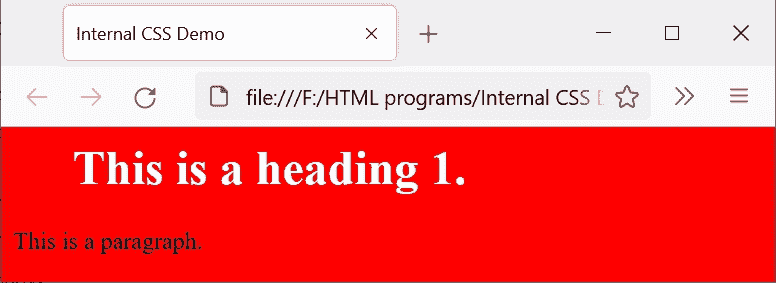 Internal CSS Demo
file:///F:/HTML programs/Internal CSS
This is a heading 1.
This is a paragraph.